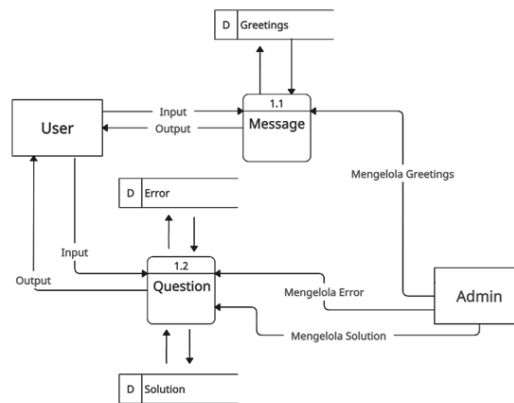 D Greetings
1.1
Message
User
Input
Output
Mengelola Greetings
D Error
Input
1.2
Question
Output
Mengelola Error
Admin
Mengelola Solution
D Solution